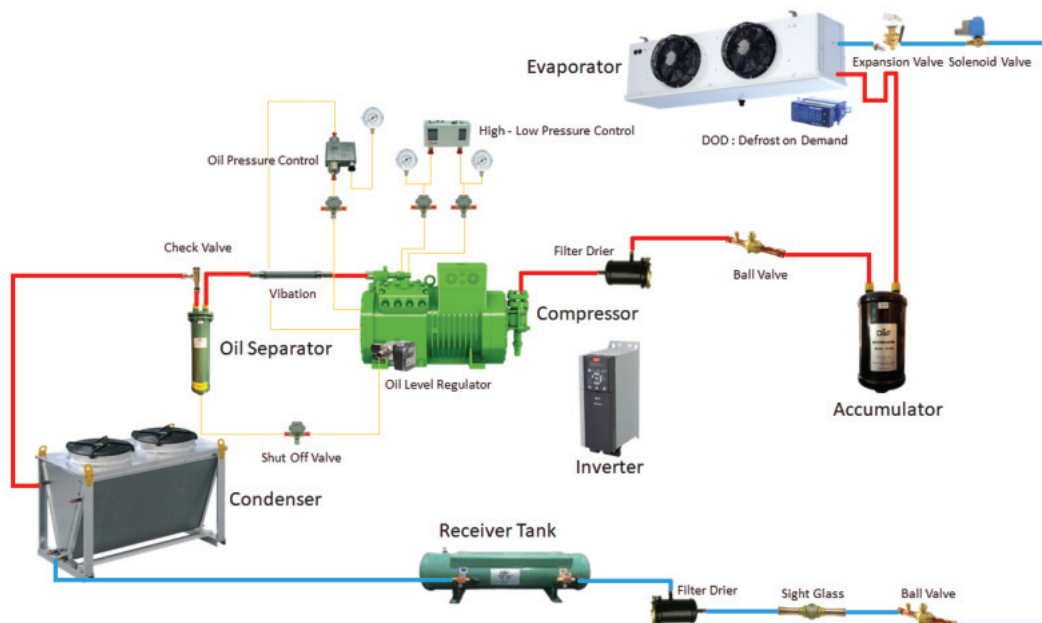 Evaporator
Expansion Valve
Solenoid Valve
DOD : Defrost on Demand
High - Low Pressure Control
Oil Pressure Control
Check Valve
Vibation
Filter Drier
Ball Valve
Compressor
Oil Separator
Oil Level Regulator
Accumulator
Inverter
Shut Off Valve
Condenser
Receiver Tank
Filter Drier
Sight Glass
Ball Valve